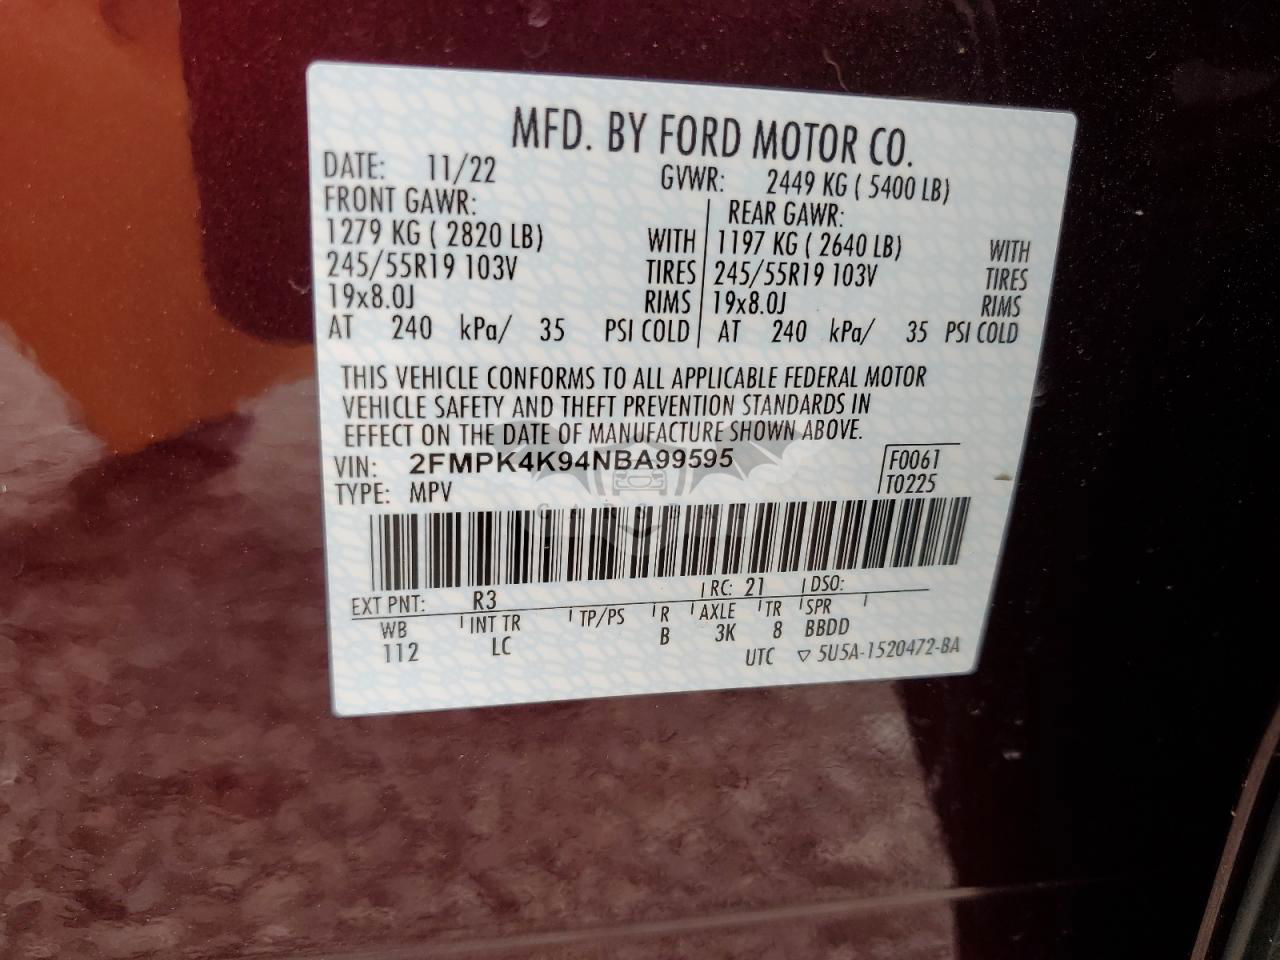 MFD. BY FORD MOTOR CO.
DATE: 11/22 GVWR: 2449 KG ( 5400 LB)
FRONT GAWR: REAR GAWR:
1279 KG ( 2820 LB) WITH 1197 KG ( 2640 LB) WITH
245/55R19 103V TIRES 245/55R19 103V TIRES
19x8.0J RIMS 19x8.0J RIMS
AT 240 kPa/ 35 PSI COLD AT 240 kPa/ 35 PSI COLD
THIS VEHICLE CONFORMS TO ALL APPLICABLE FEDERAL MOTOR
VEHICLE SAFETY AND THEFT PREVENTION STANDARDS IN
EFFECT ON THE DATE OF MANUFACTURE SHOWN ABOVE.
VIN: 2FMPK4K94NBA99595 F0061
TYPE: MPV T0225
EXT PNT: R3 RC: 21 DSO:
WB INT TR TP/PS R AXLE TR SPR
112 LC B 3K 8 BBDD
UTC ▽ 5U5A-1520472-BA